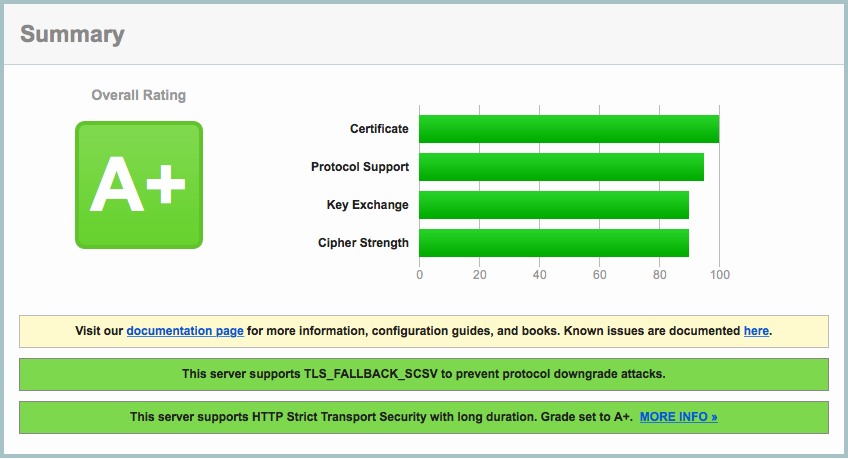 Summary
Overall Rating
A+
Certificate
Protocol Support
Key Exchange
Cipher Strength
0 20 40 60 80 100
Visit our documentation page for more information, configuration guides, and books. Known issues are documented here.
This server supports TLS_FALLBACK_SCSV to prevent protocol downgrade attacks.
This server supports HTTP Strict Transport Security with long duration. Grade set to A+. MORE INFO »